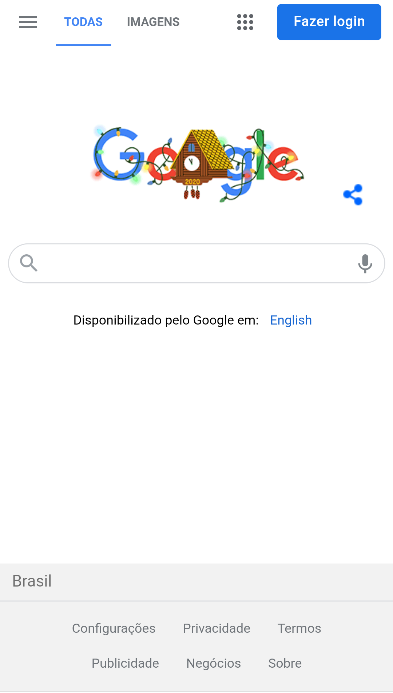 TODAS IMAGENS Fazer login
Google
2020
Disponibilizado pelo Google em: English
Brasil
Configurações Privacidade Termos
Publicidade Negócios Sobre